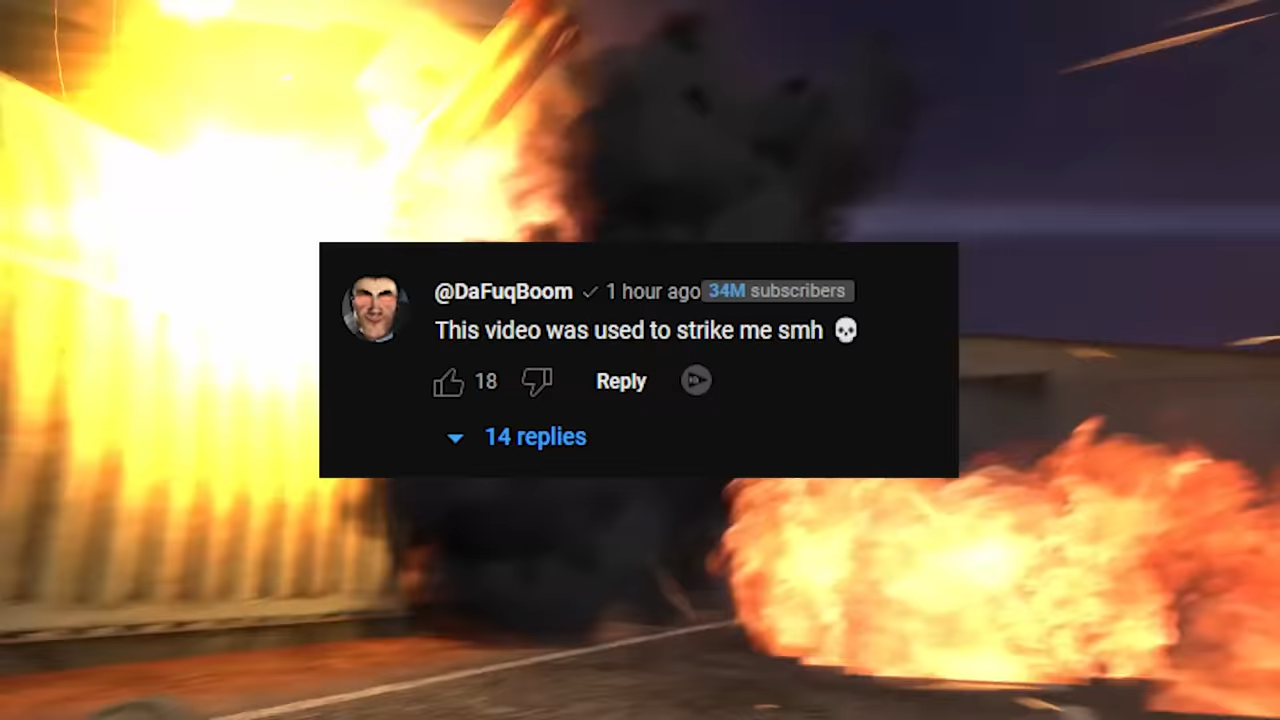 @DaFuqBoom 1 hour ago 34M subscribers
This video was used to strike me smh 💀
18 Reply
14 replies